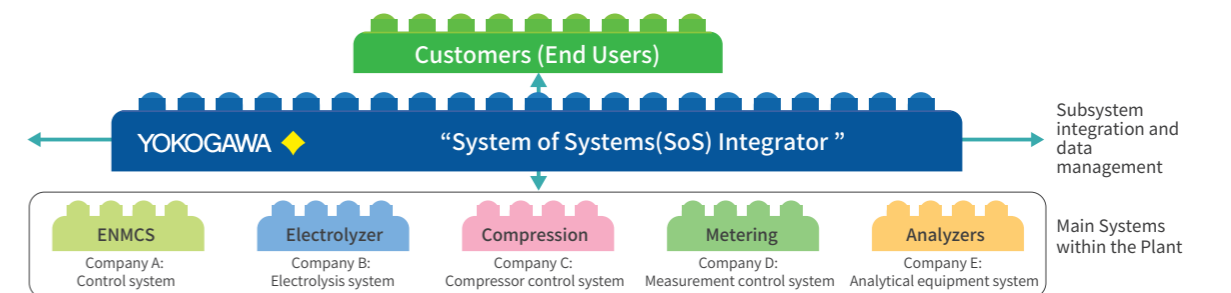 Customers (End Users)
YOKOGAWA “System of Systems(SoS) Integrator ”
Subsystem
integration and
data
management
ENMCS
Electrolyzer
Compression
Metering
Analyzers
Main Systems
within the Plant
Company A:
Control system
Company B:
Electrolysis system
Company C:
Compressor control system
Company D:
Measurement control system
Company E:
Analytical equipment system